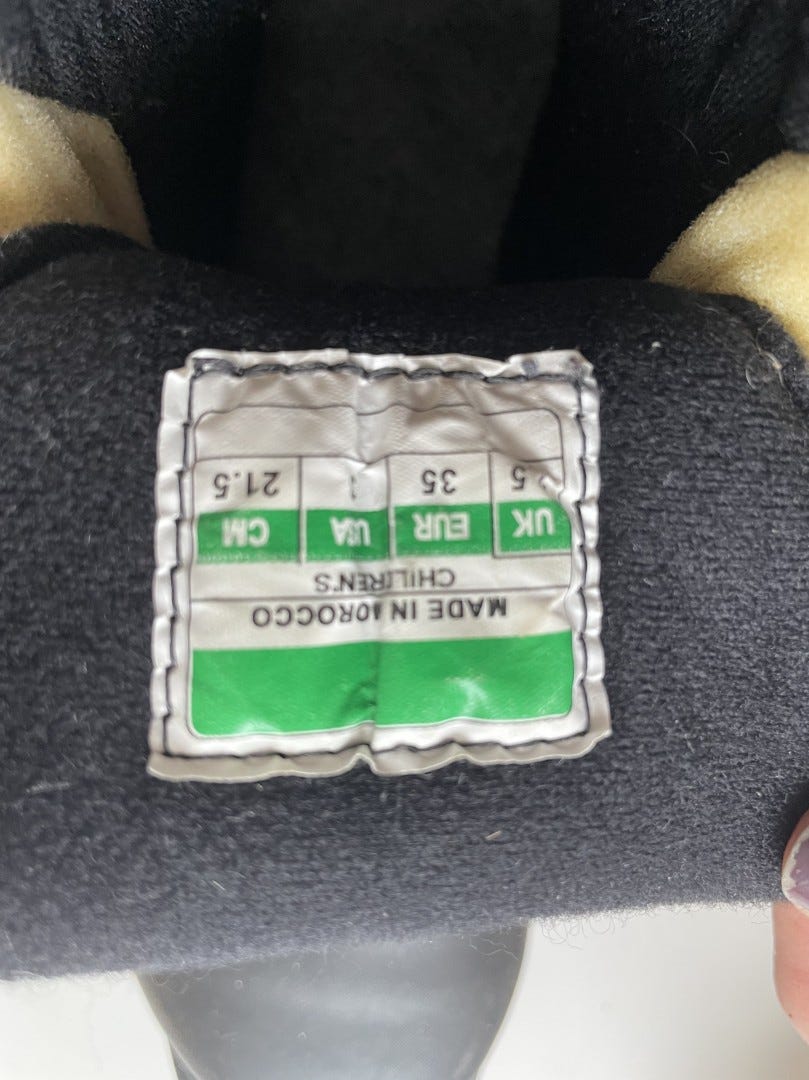 MADE IN MOROCCO
CHILDREN'S
UK EUR USA CM
35 21.5